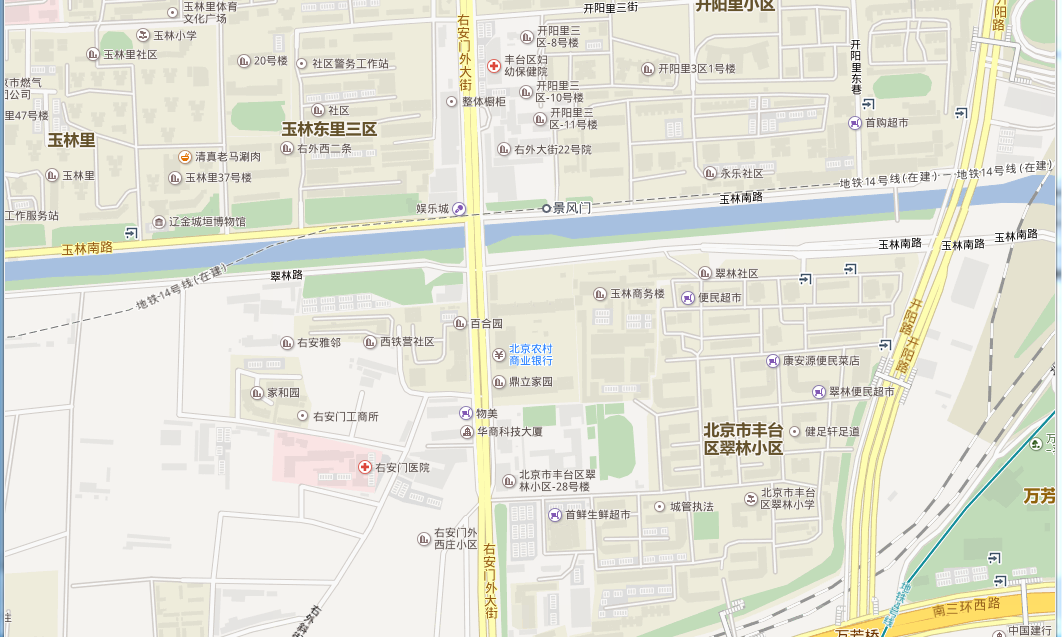 玉林里体育
文化广场
开阳里三街
开阳里小区
开阳路
右安门外大街
玉林小学
开阳里三
区-8号楼
玉林里社区
20号楼
社区警务工作站
丰台区妇
幼保健院
开阳里3区1号楼
开阳里东巷
市燃气
公司
开阳里三
区-10号楼
整体橱柜
里47号楼
社区
开阳里三
区-11号楼
首购超市
玉林里
玉林东里三区
右外西二条
右外大街22号院
清真老马涮肉
玉林里
玉林里37号楼
永乐社区
地铁14号线(在建)
地铁14号线(在建)
玉林南路
工作服务站
辽金城垣博物馆
娱乐城
景风门
玉林南路
玉林南路
玉林南路
玉林南路
翠林路
地铁14号线(在建)
翠林社区
玉林商务楼
便民超市
百合园
开阳路
开阳路
右安雅邻
西铁营社区
北京农村
商业银行
康安源便民菜店
鼎立家园
家和园
翠林便民超市
右安门工商所
物美
华商科技大厦
北京市丰台
区翠林小区
健足轩足道
万
右安门医院
北京市丰台区翠
林小区-28号楼
北京市丰台
区翠林小学
万芳
首鲜生鲜超市
城管执法
右安门外
西庄小区
右安门外大街
右外斜
地铁
南三环西路
万芳桥
中国建行